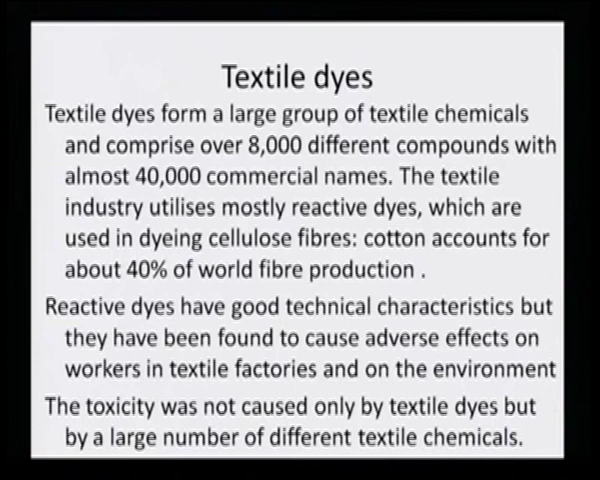 Textile dyes
Textile dyes form a large group of textile chemicals
and comprise over 8,000 different compounds with
almost 40,000 commercial names. The textile
industry utilises mostly reactive dyes, which are
used in dyeing cellulose fibres: cotton accounts for
about 40% of world fibre production .
Reactive dyes have good technical characteristics but
they have been found to cause adverse effects on
workers in textile factories and on the environment
The toxicity was not caused only by textile dyes but
by a large number of different textile chemicals.